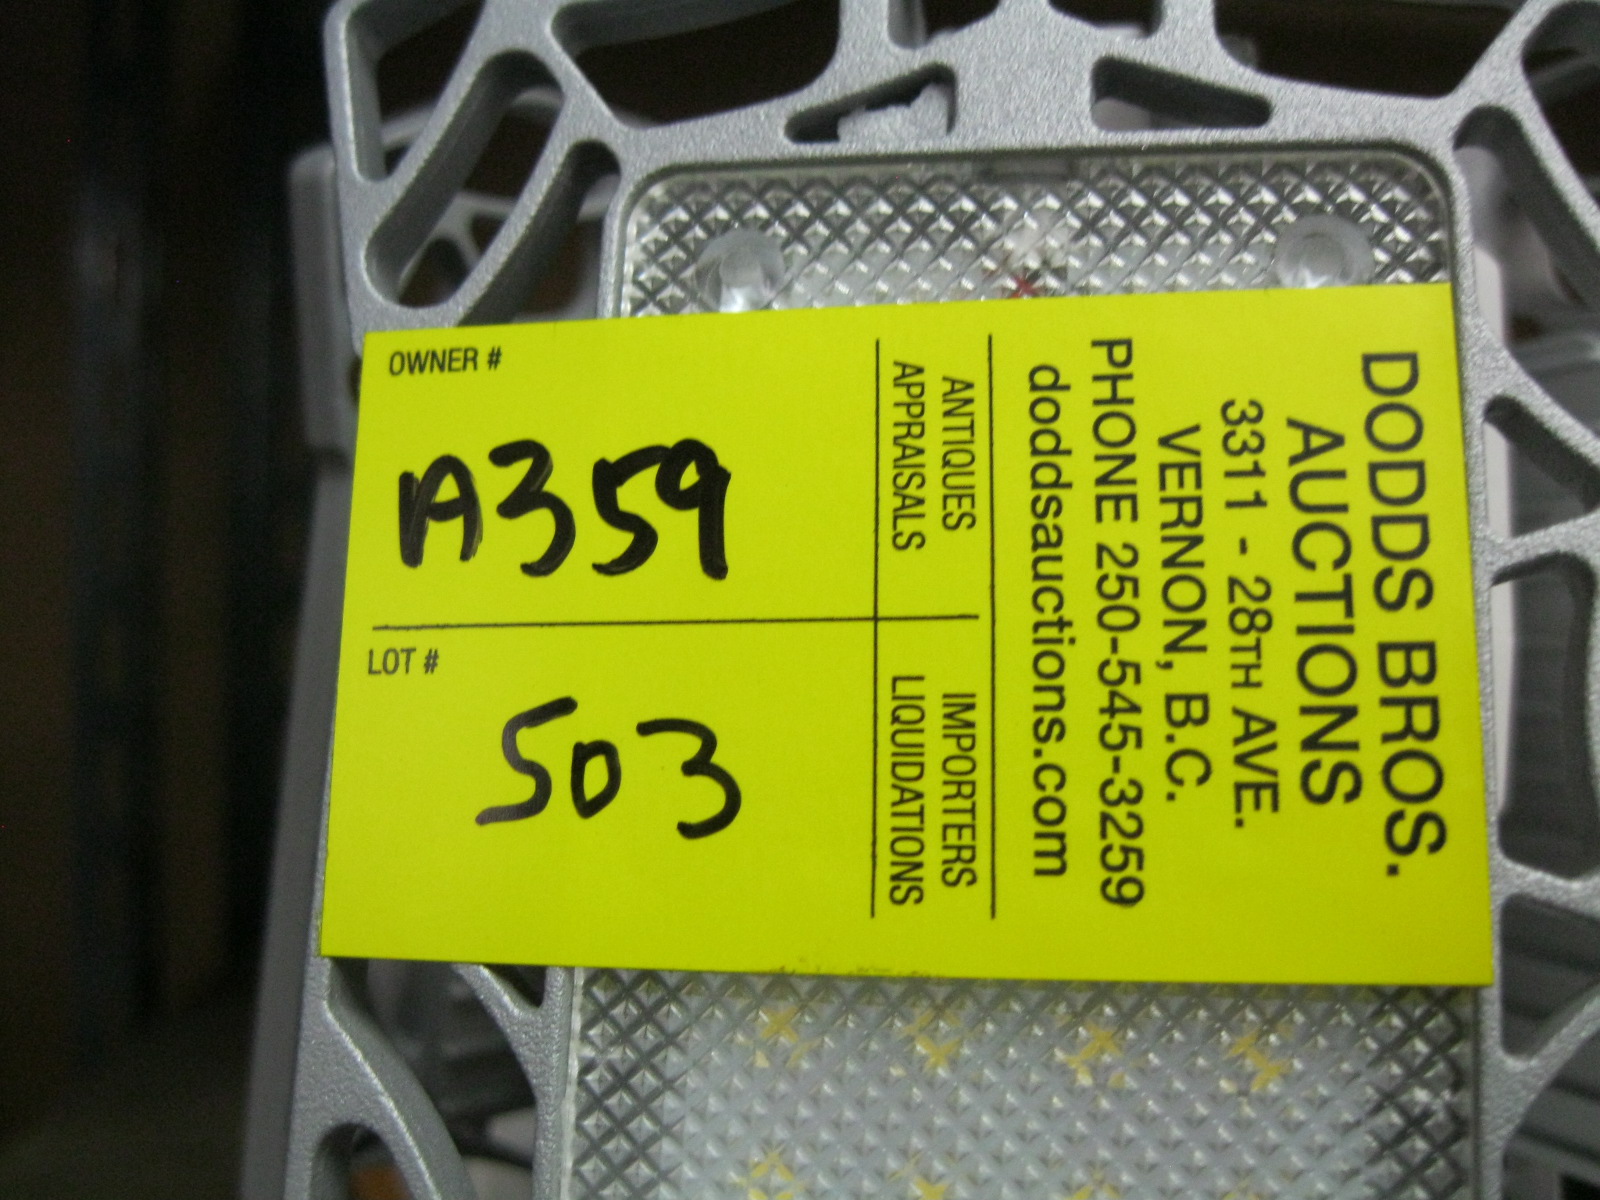 DODDS BROS.
AUCTIONS
3311 - 28TH AVE.
VERNON, B.C.
PHONE 250-545-3259
doddsauctions.com
ANTIQUES
APPRAISALS
IMPORTERS
LIQUIDATIONS
OWNER #
A359
LOT #
503